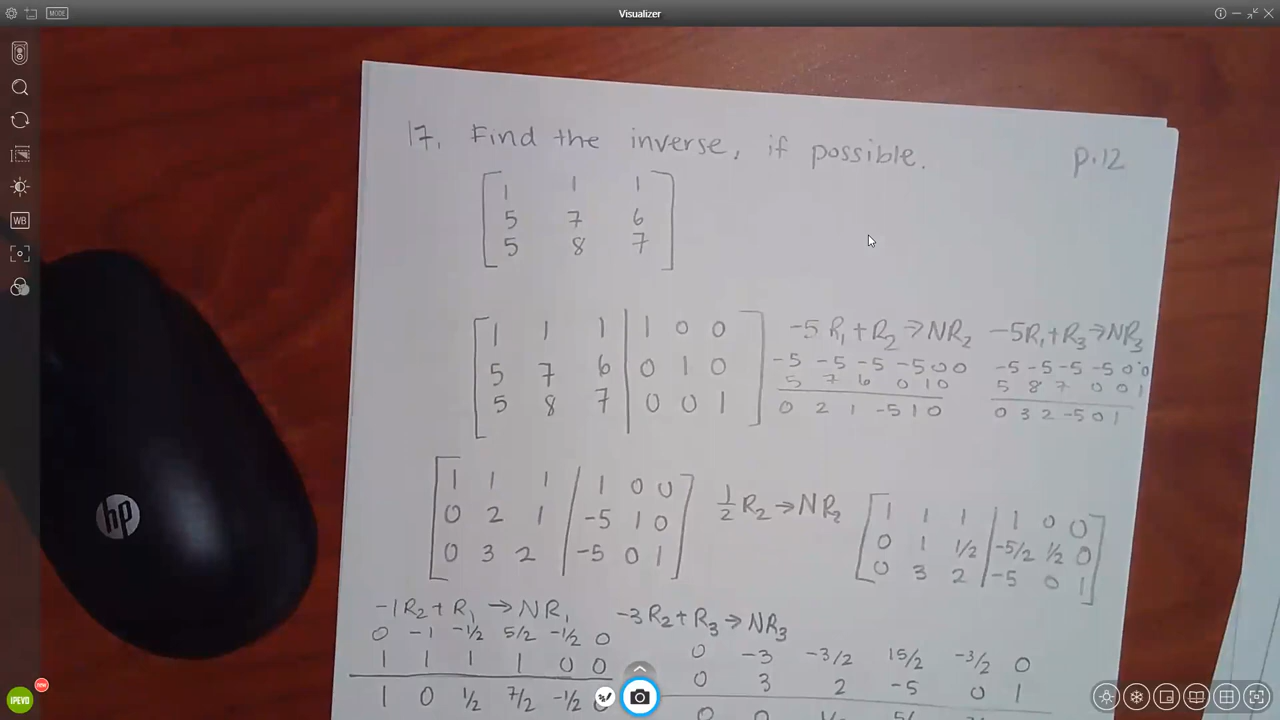 MODE
Visualizer
17. Find the inverse, if possible. p.12
1 1 1
5 7 6
5 8 7
1 1 1 | 1 0 0
5 7 6 | 0 1 0
5 8 7 | 0 0 1
-5R₁+R₂→NR₂
-5 -5 -5 -5 0 0
5 7 6 0 1 0
0 2 1 -5 1 0
-5R₁+R₃→NR₃
-5 -5 -5 -5 0 0
5 8 7 0 0 1
0 3 2 -5 0 1
1 1 1 | 1 0 0
0 2 1 | -5 1 0
0 3 2 | -5 0 1
1/2 R₂→NR₂
1 1 1 | 1 0 0
0 1 1/2 | -5/2 1/2 0
0 3 2 | -5 0 1
-1R₂+R₁→NR₁
0 -1 -1/2 5/2 -1/2 0
1 1 1 1 0 0
1 0 1/2 7/2 -1/2
-3R₂+R₃→NR₃
0 -3 -3/2 15/2 -3/2 0
0 3 2 -5 0 1
0 0
hp
WB
IPEVO
new